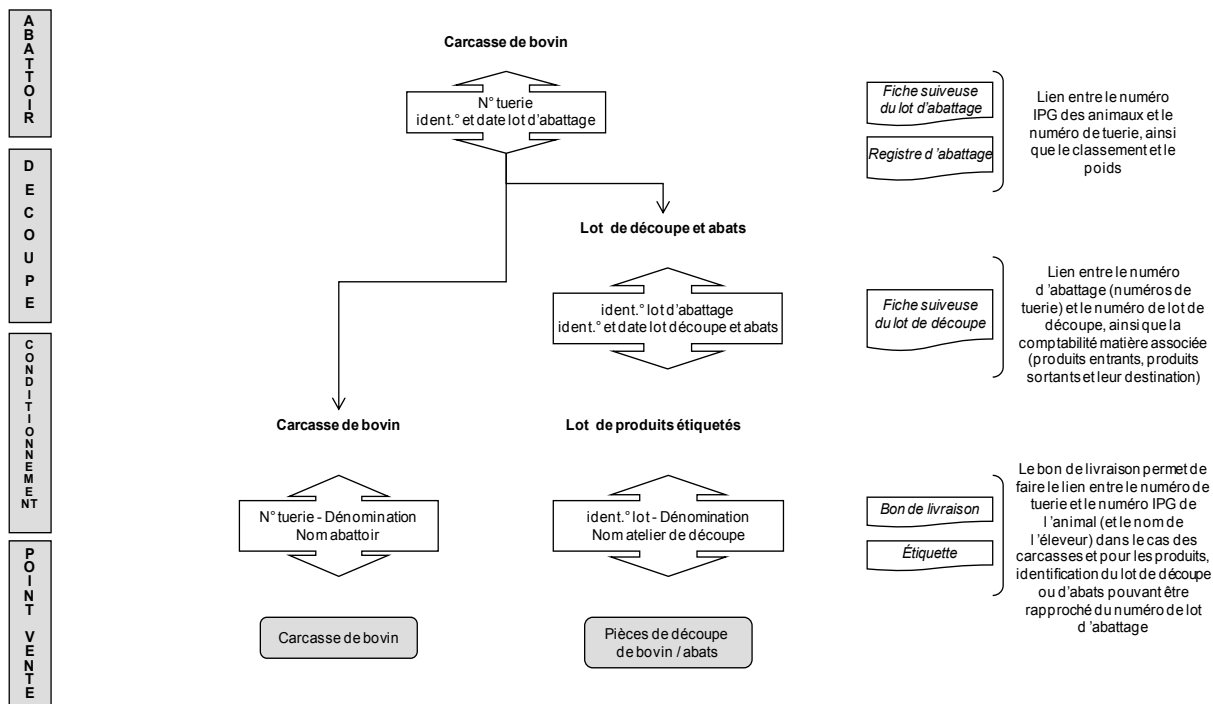 ABATTOIR
Carcasse de bovin
N° tuerie
ident.° et date lot d'abattage
Fiche suiveuse
du lot d'abattage
Registre d 'abattage
Lien entre le numéro
IPG des animaux et le
numéro de tuerie, ainsi
que le classement et le
poids
DECOUPE
Lot de découpe et abats
ident.° lot d'abattage
ident.° et date lot découpe et abats
Fiche suiveuse
du lot de découpe
Lien entre le numéro
d 'abattage (numéros de
tuerie) et le numéro de lot de
découpe, ainsi que la
comptabilité matière associée
(produits entrants, produits
sortants et leur destination)
CONDITIONNEMENT
Carcasse de bovin
N° tuerie - Dénomination
Nom abattoir
Lot de produits étiquetés
ident.° lot - Dénomination
Nom atelier de découpe
Bon de livraison
Étiquette
Le bon de livraison permet de
faire le lien entre le numéro de
tuerie et le numéro IPG de
l 'animal (et le nom de
l 'éleveur) dans le cas des
carcasses et pour les produits,
identification du lot de découpe
ou d'abats pouvant être
rapproché du numéro de lot
d 'abattage
POINT VENTE
Carcasse de bovin
Pièces de découpe
de bovin / abats